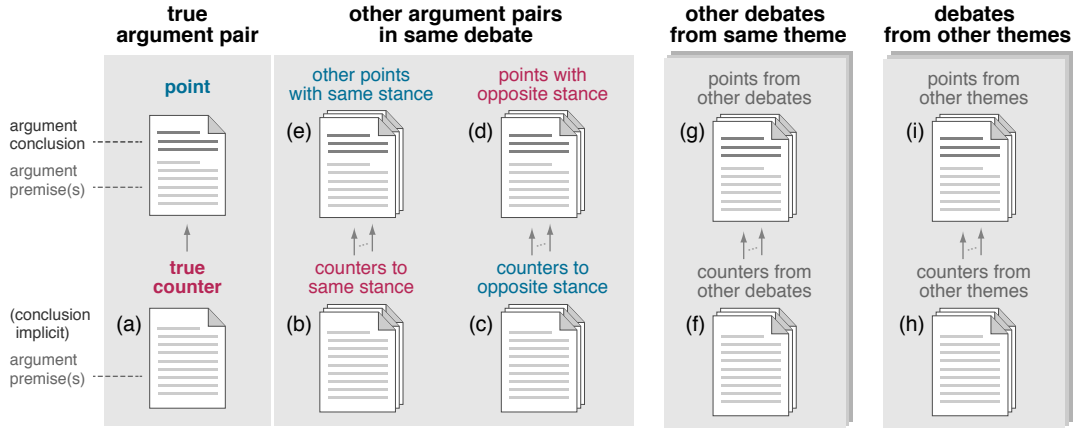 true
argument pair
other argument pairs
in same debate
other debates
from same theme
debates
from other themes
point
other points
with same stance
points with
opposite stance
points from
other debates
points from
other themes
argument
conclusion
argument
premise(s)
(e)
(d)
(g)
(i)
true
counter
counters to
same stance
counters to
opposite stance
counters from
other debates
counters from
other themes
(conclusion
implicit)
argument
premise(s)
(a)
(b)
(c)
(f)
(h)